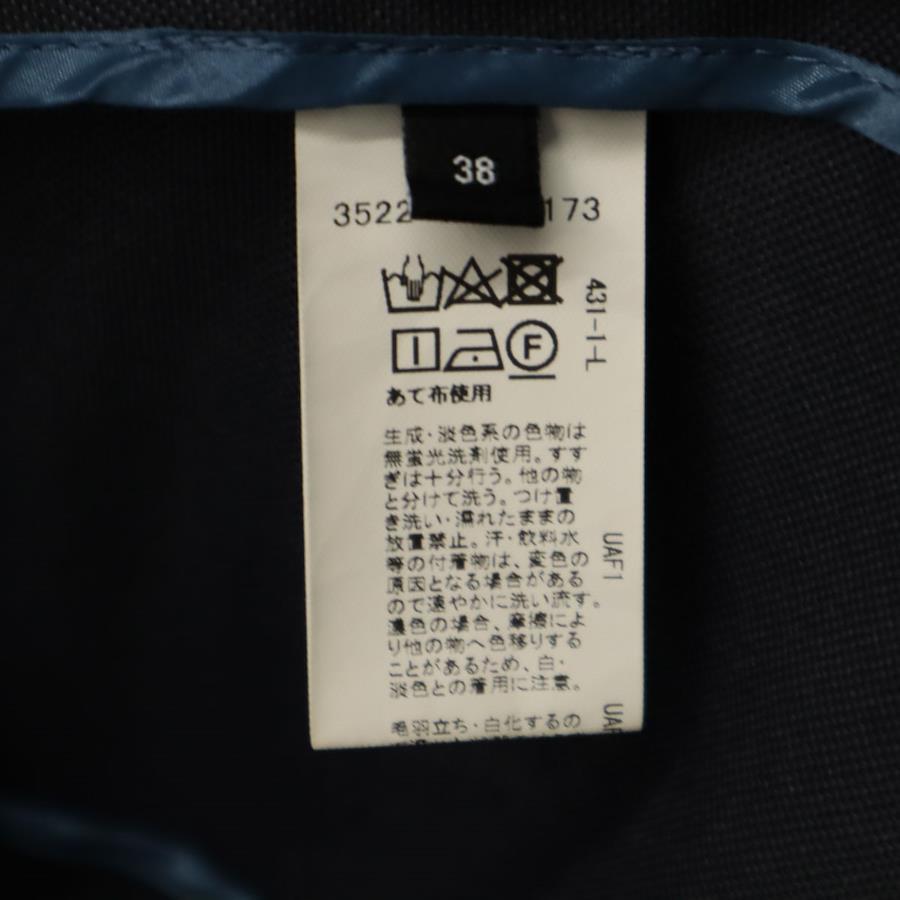 38
3522
173
431-1-L
I
F
あて布使用
生成・淡色系の色物は
無蛍光洗剤使用。すす
ぎは十分行う。他の物
と分けて洗う。つけ置
き洗い・濡れたままの
放置禁止。汗・飲料水
等の付着物は、変色の
原因となる場合がある
ので速やかに洗い流す。
濃色の場合、摩擦によ
り他の物へ色移りする
ことがあるため、白・
淡色との着用に注意。
毛羽立ち・白化するの
UAF1